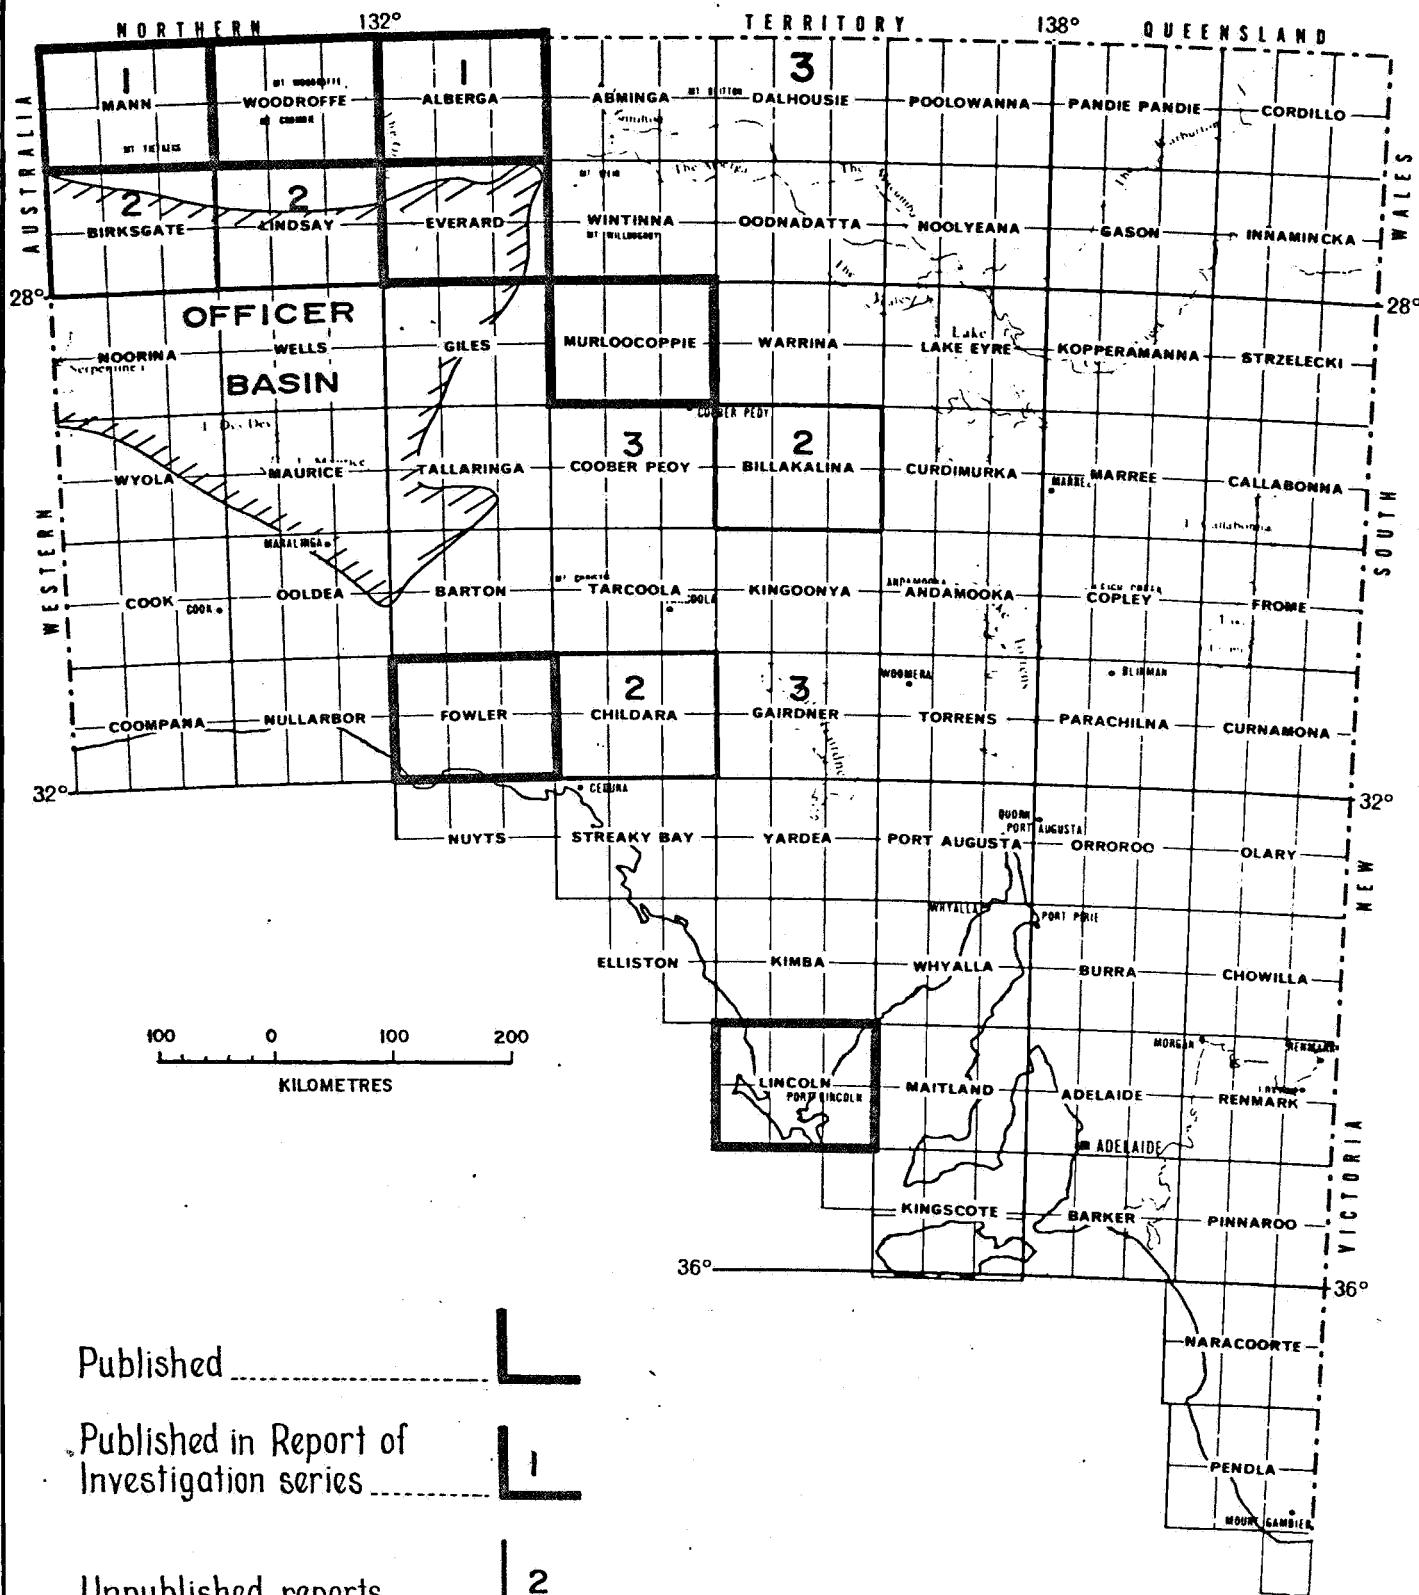 NORTHERN 132° TERRITORY 138° QUEENSLAND
1 1 3
MANN WOODROFFE ALBERGA ABMINGA DALHOUSIE POOLOWANNA PANDIE PANDIE CORDILLO
AUSTRALIA
WALES
2 2
BIRKSGATE LINDSAY EVERARD WINTINNA OODNADATTA NOOLYEANA GASON INNAMINCKA
28° 28°
OFFICER
NOORINA WELLS GILES MURLOOCOPPIE WARRINA LAKE EYRE KOPPERAMANNA STRZELECKI
BASIN
COOBER PEDY
3 2
WYOLA MAURICE TALLARINGA COOBER PEOY BILLAKALINA CURDIMURKA MARREE CALLABONNA
WESTERN
SOUTH
MARALINGA
COOK COOK OOLDEA BARTON TARCOOLA KINGOONYA ANDAMOOKA COPLEY FROME
WOOMERA BLINMAN
2 3
COOMPANA NULLARBOR FOWLER CHILDARA GAIRDNER TORRENS PARACHILNA CURNAMONA
32° CEDUNA 32°
QUORN
PORT AUGUSTA
NUYTS STREAKY BAY YARDEA PORT AUGUSTA ORROROO OLARY
NEW
WHYALLA PORT PIRIE
ELLISTON KIMBA WHYALLA BURRA CHOWILLA
100 0 100 200
KILOMETRES
MORGAN RENMARK
LINCOLN MAITLAND ADELAIDE RENMARK
PORT LINCOLN
ADELAIDE
VICTORIA
KINGSCOTE BARKER PINNAROO
36° 36°
NARACOORTE
PENOLA
MOUNT GAMBIER
Published
Published in Report of 1
Investigation series
Unpublished reports 2